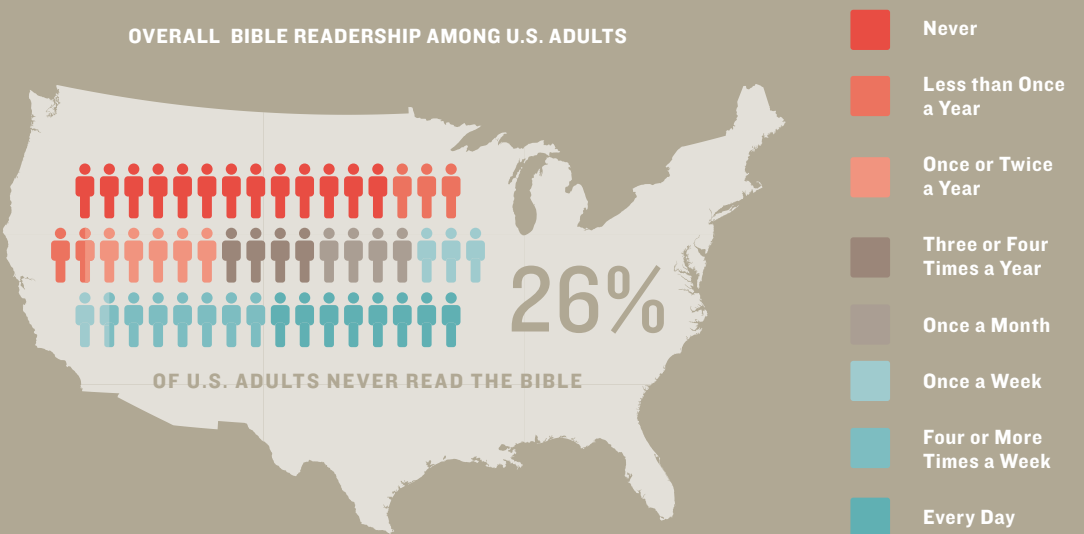 OVERALL BIBLE READERSHIP AMONG U.S. ADULTS
26%
OF U.S. ADULTS NEVER READ THE BIBLE
Never
Less than Once
a Year
Once or Twice
a Year
Three or Four
Times a Year
Once a Month
Once a Week
Four or More
Times a Week
Every Day